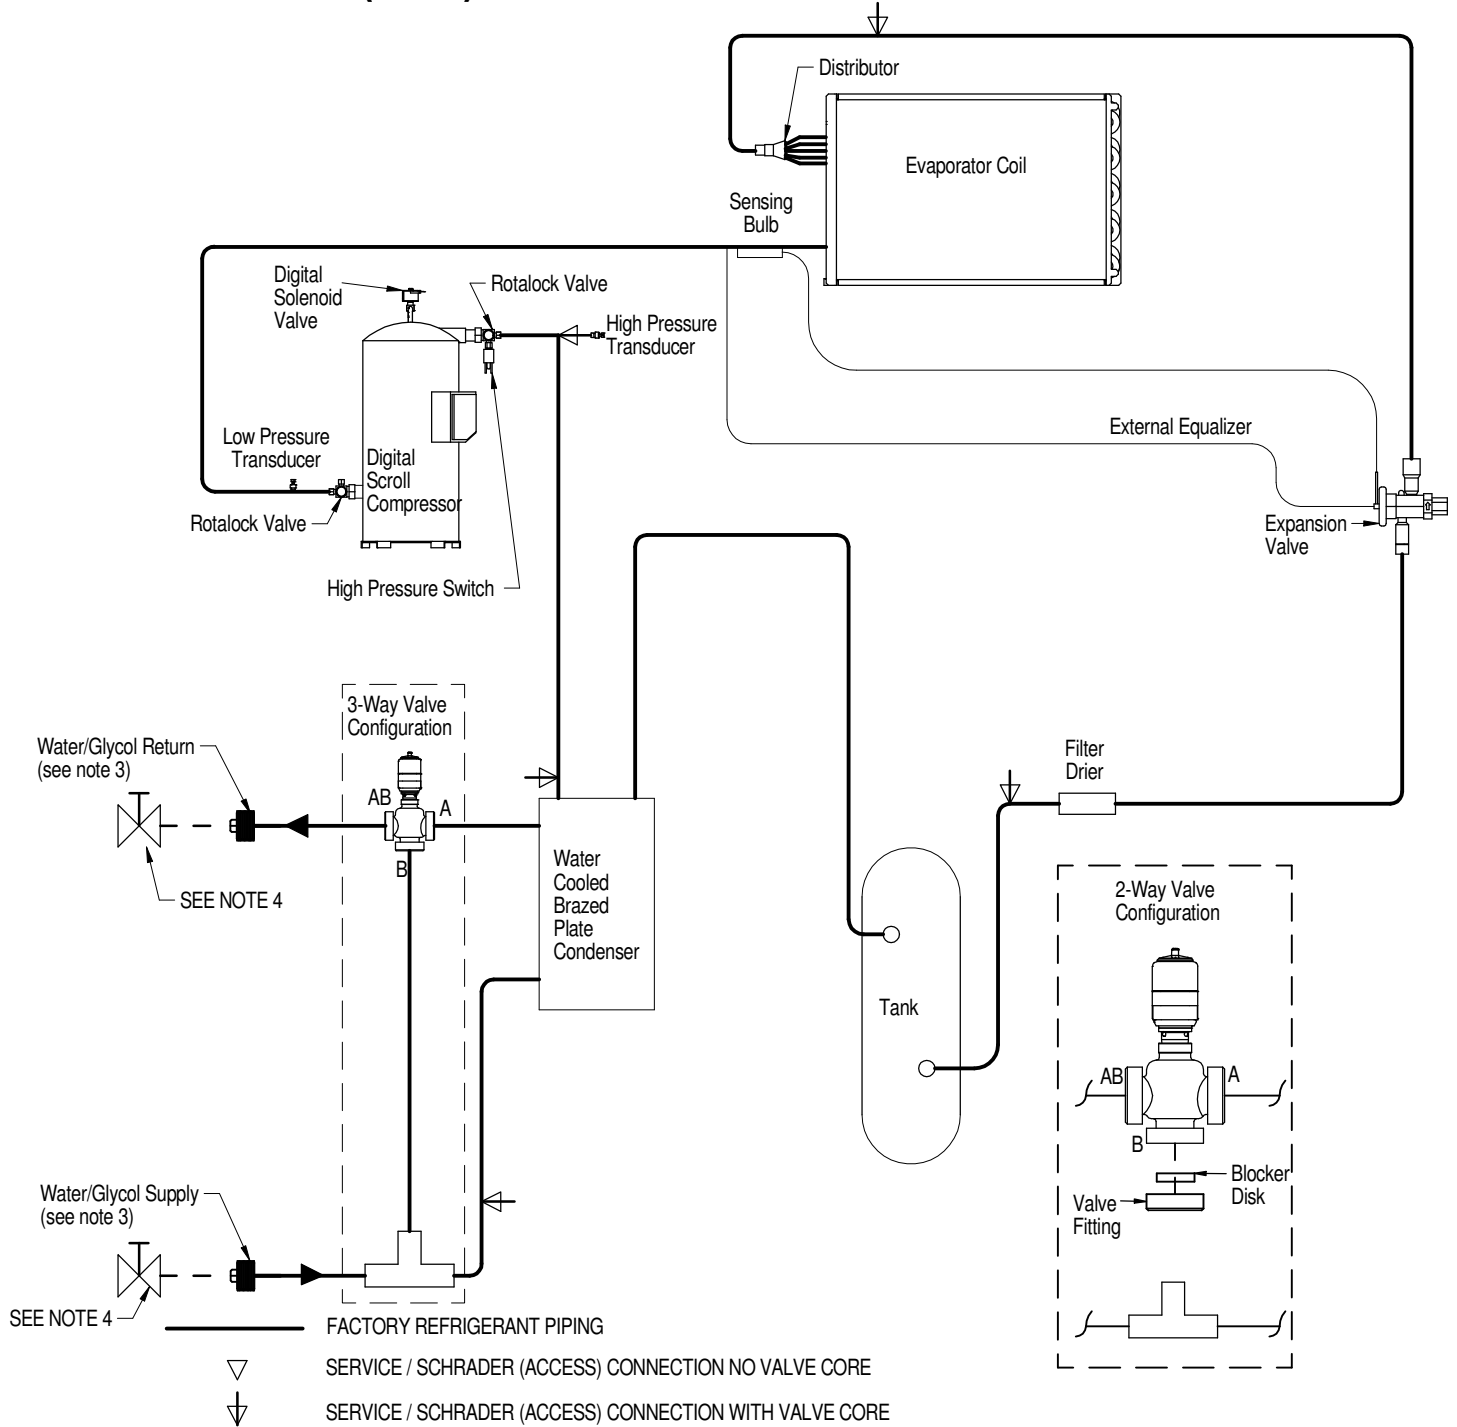 Distributor
Evaporator Coil
Sensing
Bulb
Digital
Solenoid
Valve
Rotalock Valve
High Pressure
Transducer
External Equalizer
Low Pressure
Transducer
Digital
Scroll
Compressor
Rotalock Valve
Expansion
Valve
High Pressure Switch
3-Way Valve
Configuration
Water/Glycol Return
(see note 3)
AB
A
B
SEE NOTE 4
Filter
Drier
Water
Cooled
Brazed
Plate
Condenser
2-Way Valve
Configuration
Tank
AB
A
B
Blocker
Disk
Valve
Fitting
Water/Glycol Supply
(see note 3)
SEE NOTE 4
FACTORY REFRIGERANT PIPING
SERVICE / SCHRADER (ACCESS) CONNECTION NO VALVE CORE
SERVICE / SCHRADER (ACCESS) CONNECTION WITH VALVE CORE